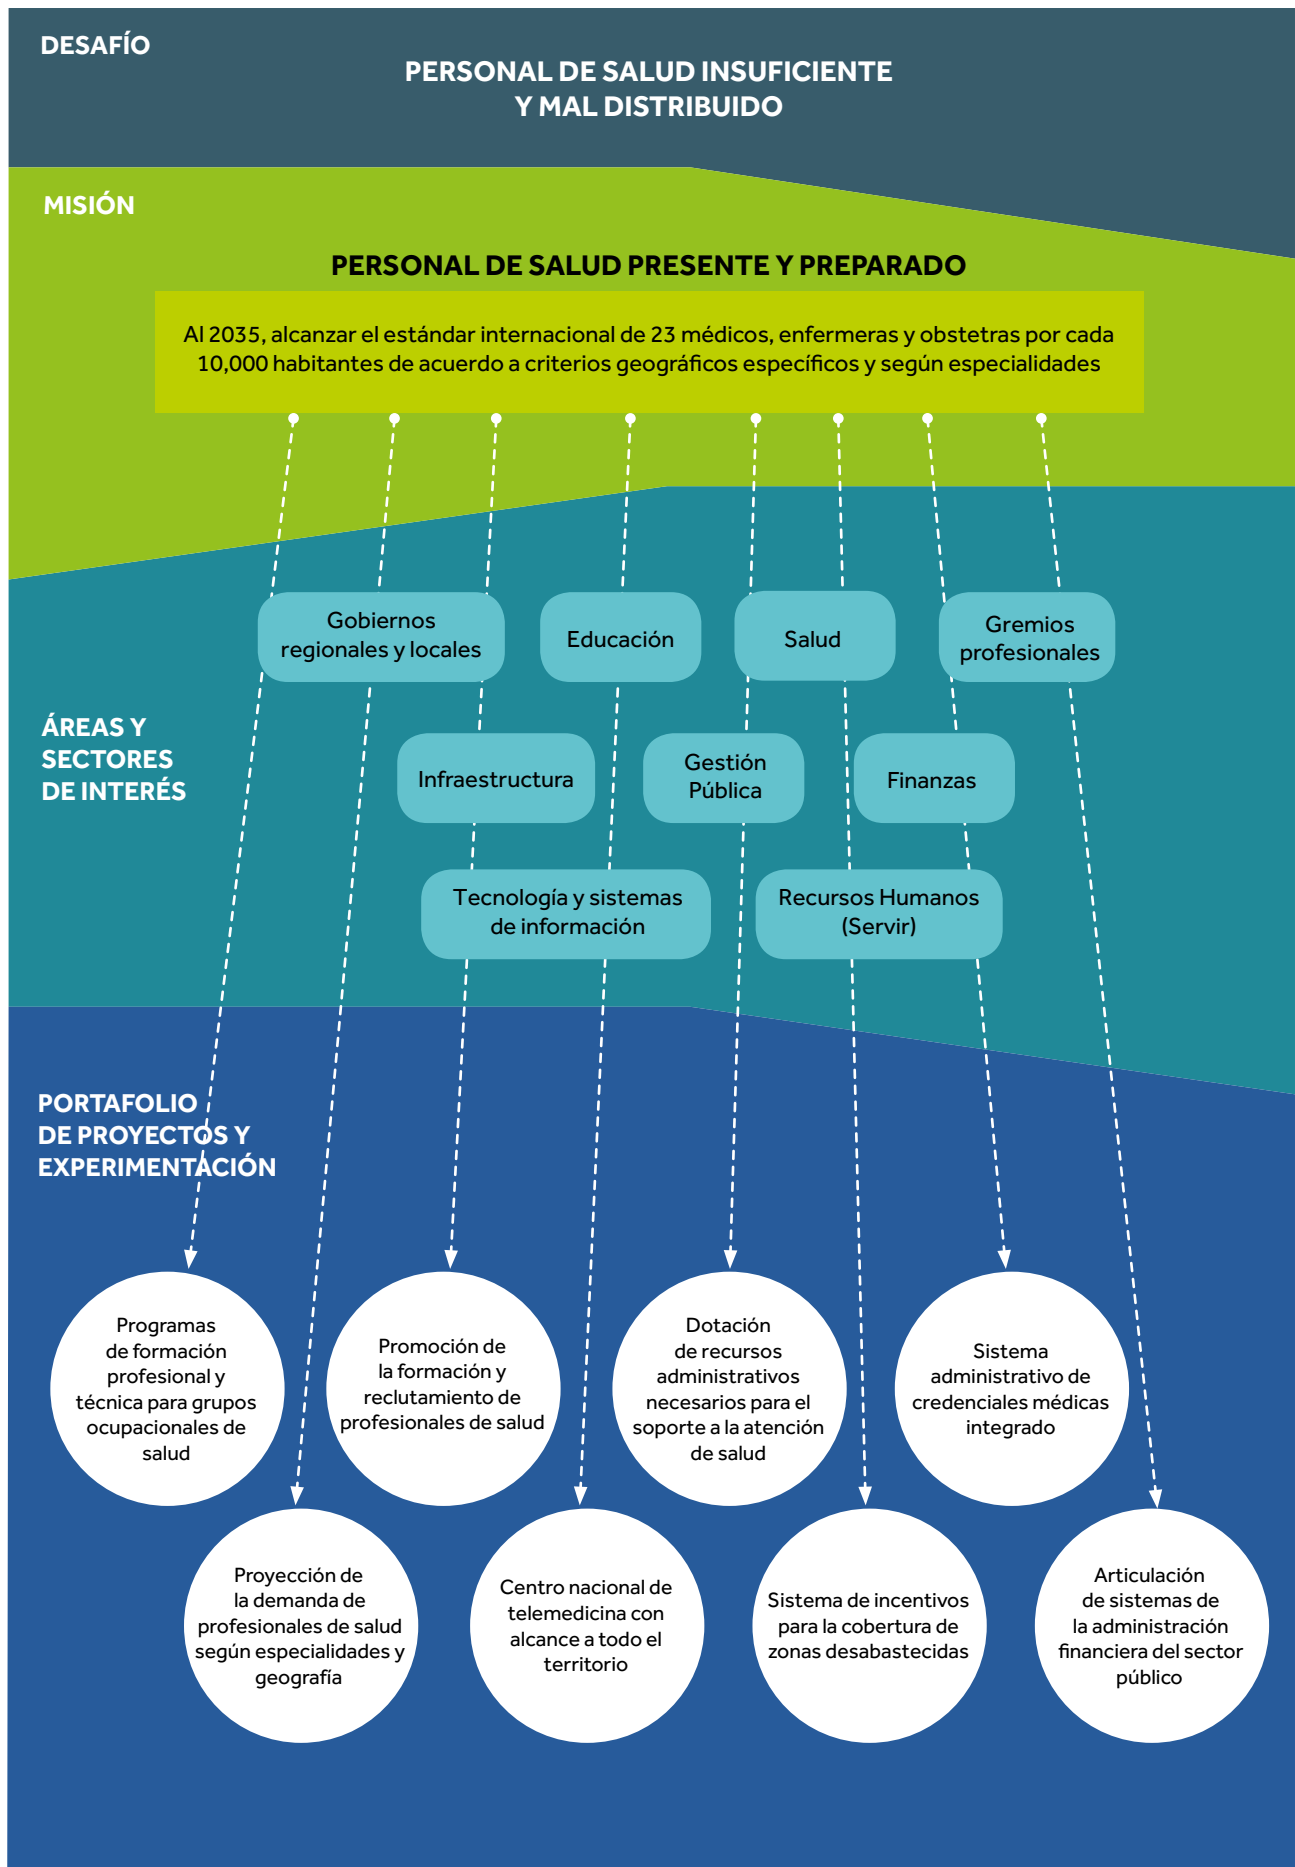 DESAFÍO
PERSONAL DE SALUD INSUFICIENTE
Y MAL DISTRIBUIDO
MISIÓN
PERSONAL DE SALUD PRESENTE Y PREPARADO
Al 2035, alcanzar el estándar internacional de 23 médicos, enfermeras y obstetras por cada
10,000 habitantes de acuerdo a criterios geográficos específicos y según especialidades
ÁREAS Y
SECTORES
DE INTERÉS
Gobiernos
regionales y locales
Educación
Salud
Gremios
profesionales
Infraestructura
Gestión
Pública
Finanzas
Tecnología y sistemas
de información
Recursos Humanos
(Servir)
PORTAFOLIO
DE PROYECTOS Y
EXPERIMENTACIÓN
Programas
de formación
profesional y
técnica para grupos
ocupacionales de
salud
Promoción de
la formación y
reclutamiento de
profesionales de salud
Dotación
de recursos
administrativos
necesarios para el
soporte a la atención
de salud
Sistema
administrativo de
credenciales médicas
integrado
Proyección de
la demanda de
profesionales de salud
según especialidades y
geografía
Centro nacional de
telemedicina con
alcance a todo el
territorio
Sistema de incentivos
para la cobertura de
zonas desabastecidas
Articulación
de sistemas de
la administración
financiera del sector
público